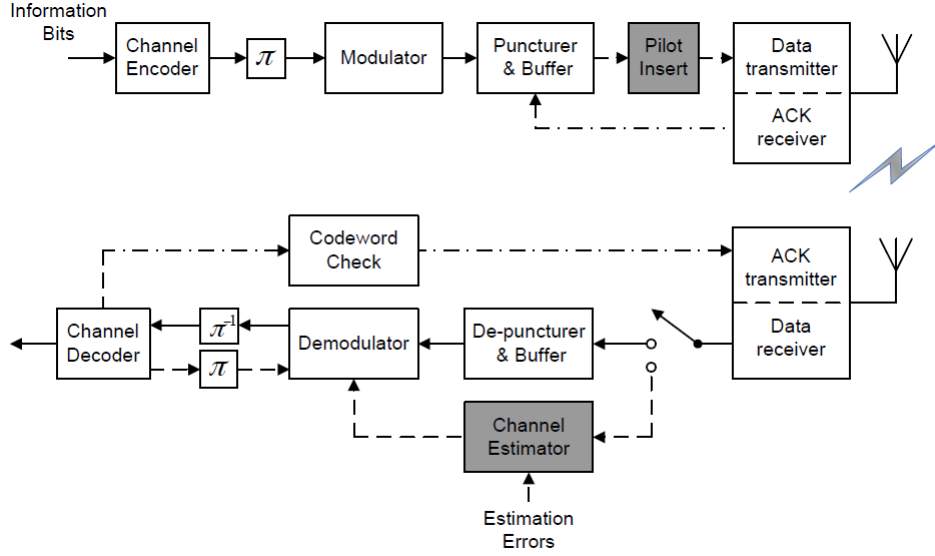 Information
Bits
Channel
Encoder
π
Modulator
Puncturer
& Buffer
Pilot
Insert
Data
transmitter
ACK
receiver
Codeword
Check
ACK
transmitter
Data
receiver
Channel
Decoder
π⁻¹
π
Demodulator
De-puncturer
& Buffer
Channel
Estimator
Estimation
Errors